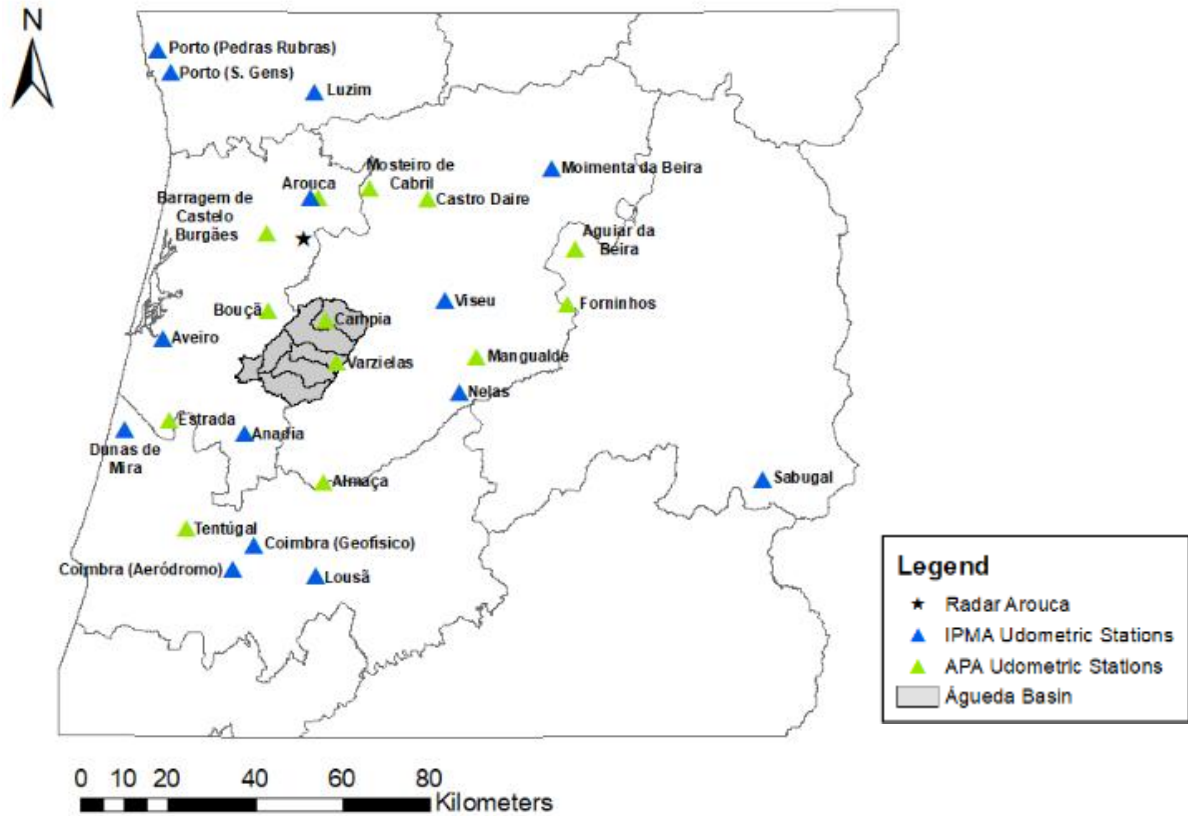 N
Porto (Pedras Rubras)
Porto (S. Gens)
Luzim
Moimenta da Beira
Mosteiro de
Cabril
Arouca
Castro Daire
Barragem de
Castelo
Burgães
Aguiar da
Beira
Bouçã
Viseu
Forninhos
Campia
Aveiro
Varzielas
Mangualde
Nelas
Estrada
Anadia
Dunas de
Mira
Almaça
Sabugal
Tentúgal
Coimbra (Geofisico)
Coimbra (Aeródromo)
Lousã
Legend
Radar Arouca
IPMA Udometric Stations
APA Udometric Stations
Águeda Basin
0 10 20 40 60 80
Kilometers